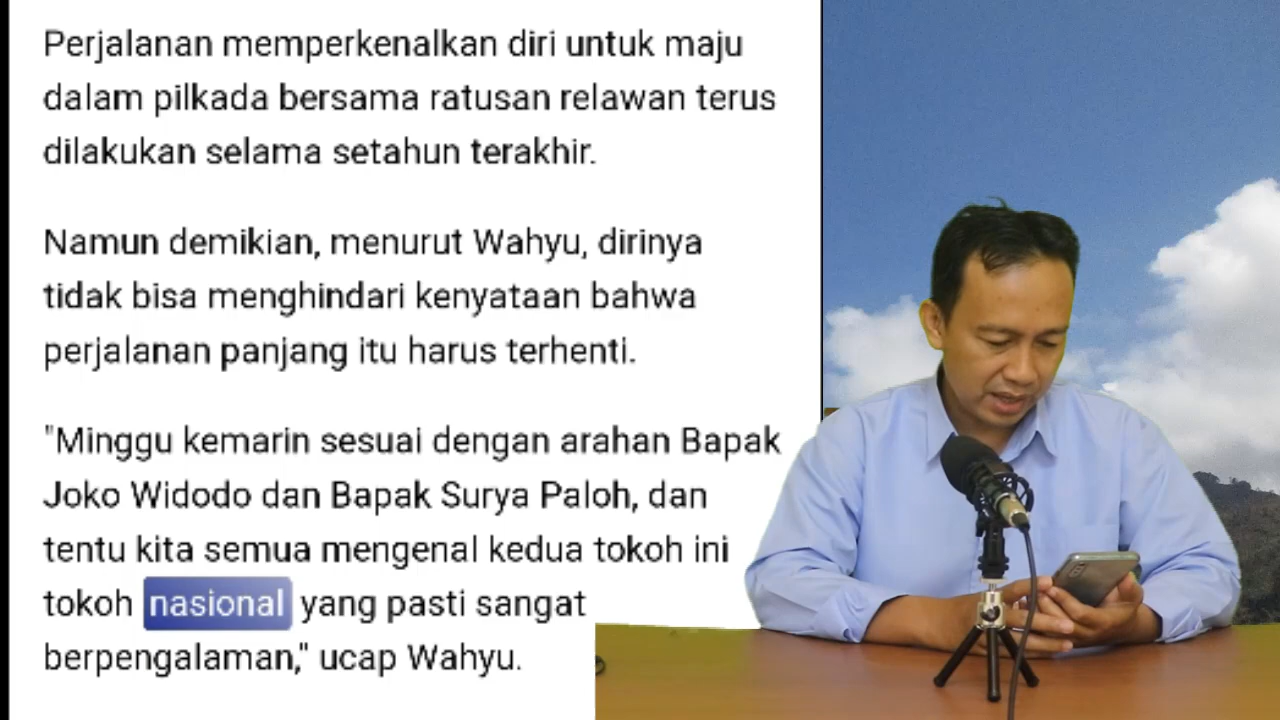 Perjalanan memperkenalkan diri untuk maju
dalam pilkada bersama ratusan relawan terus
dilakukan selama setahun terakhir.
Namun demikian, menurut Wahyu, dirinya
tidak bisa menghindari kenyataan bahwa
perjalanan panjang itu harus terhenti.
"Minggu kemarin sesuai dengan arahan Bapak
Joko Widodo dan Bapak Surya Paloh, dan
tentu kita semua mengenal kedua tokoh ini
tokoh nasional yang pasti sangat
berpengalaman," ucap Wahyu.